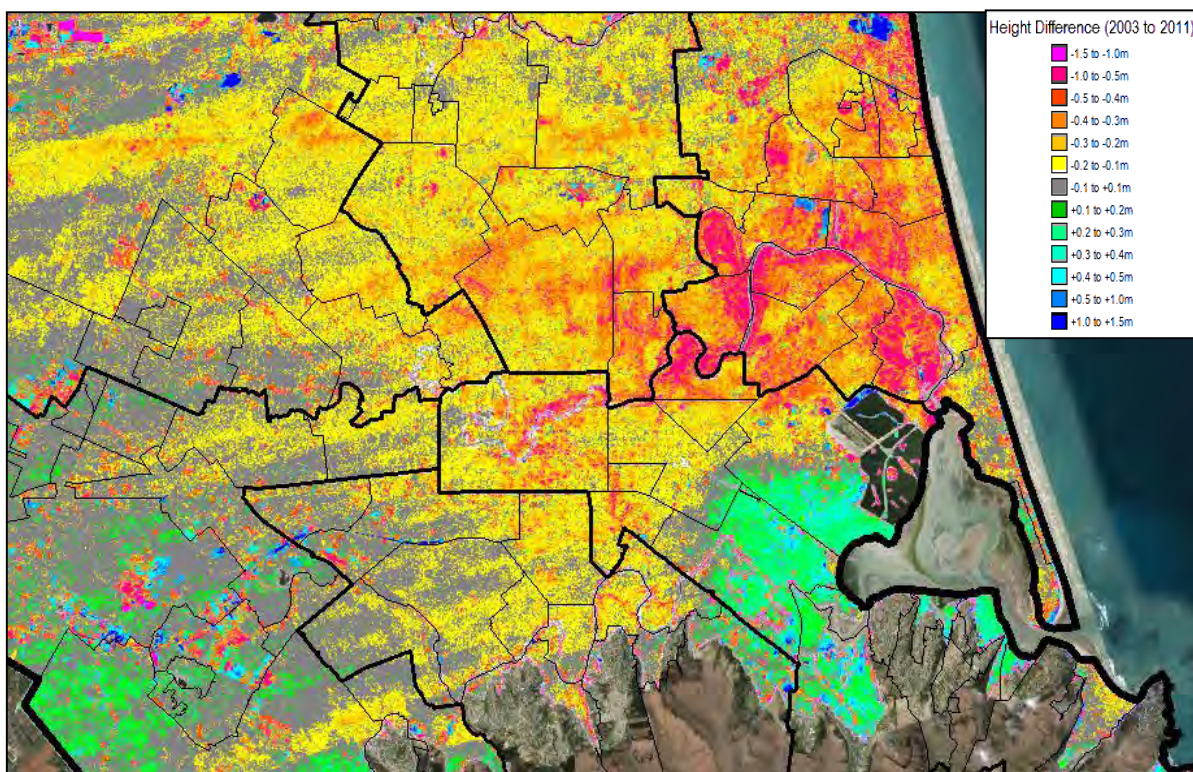 Height Difference (2003 to 2011)
-1.5 to -1.0m
-1.0 to -0.5m
-0.5 to -0.4m
-0.4 to -0.3m
-0.3 to -0.2m
-0.2 to -0.1m
-0.1 to +0.1m
+0.1 to +0.2m
+0.2 to +0.3m
+0.3 to +0.4m
+0.4 to +0.5m
+0.5 to +1.0m
+1.0 to +1.5m